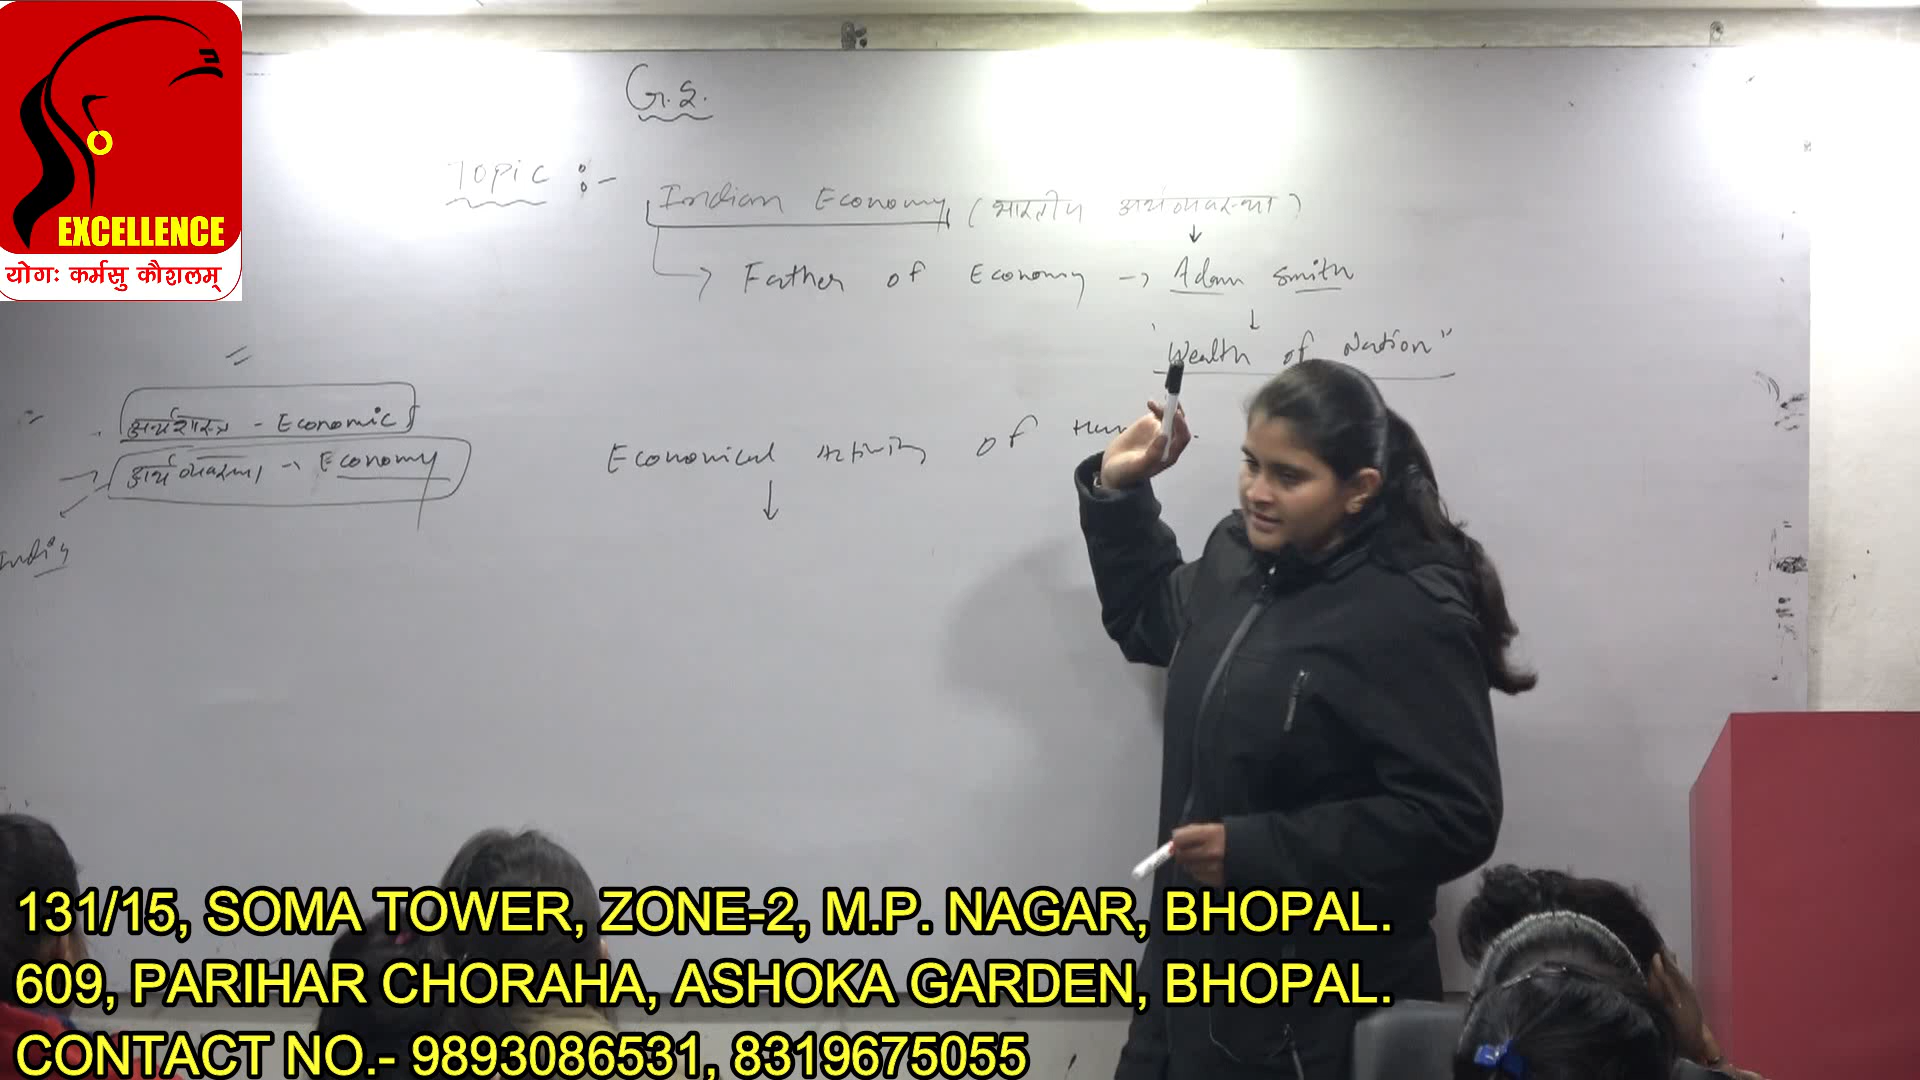 EXCELLENCE
योगः कर्मसु कौशलम्
G.S.
Topic :-
Indian Economy (भारतीय अर्थव्यवस्था)
↓
→ Father of Economy → Adam Smith
↓
"Wealth of Nation"
अर्थशास्त्र - Economics
→ अर्थव्यवस्था → Economy
Economical Activity of
↓
131/15, SOMA TOWER, ZONE-2, M.P. NAGAR, BHOPAL.
609, PARIHAR CHORAHA, ASHOKA GARDEN, BHOPAL.
CONTACT NO.- 9893086531, 8319675055